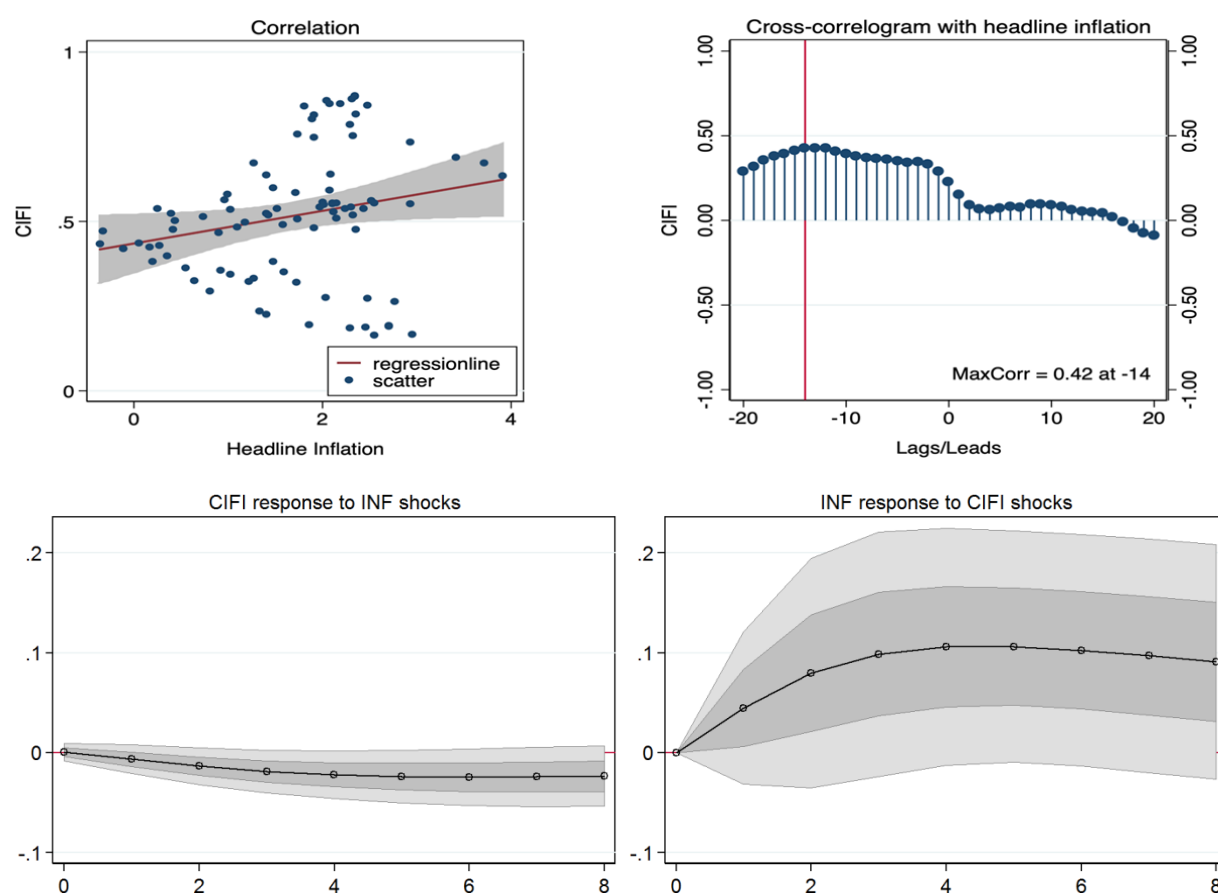 Correlation
1
.5
0
CIFI
0 2 4
Headline Inflation
regressionline
scatter
Cross-correlogram with headline inflation
1.00
0.50
0.00
-0.50
-1.00
CIFI
1.00
0.50
0.00
-0.50
-1.00
MaxCorr = 0.42 at -14
-20 -10 0 10 20
Lags/Leads
CIFI response to INF shocks
.2
.1
0
-.1
0 2 4 6 8
INF response to CIFI shocks
.2
.1
0
-.1
0 2 4 6 8